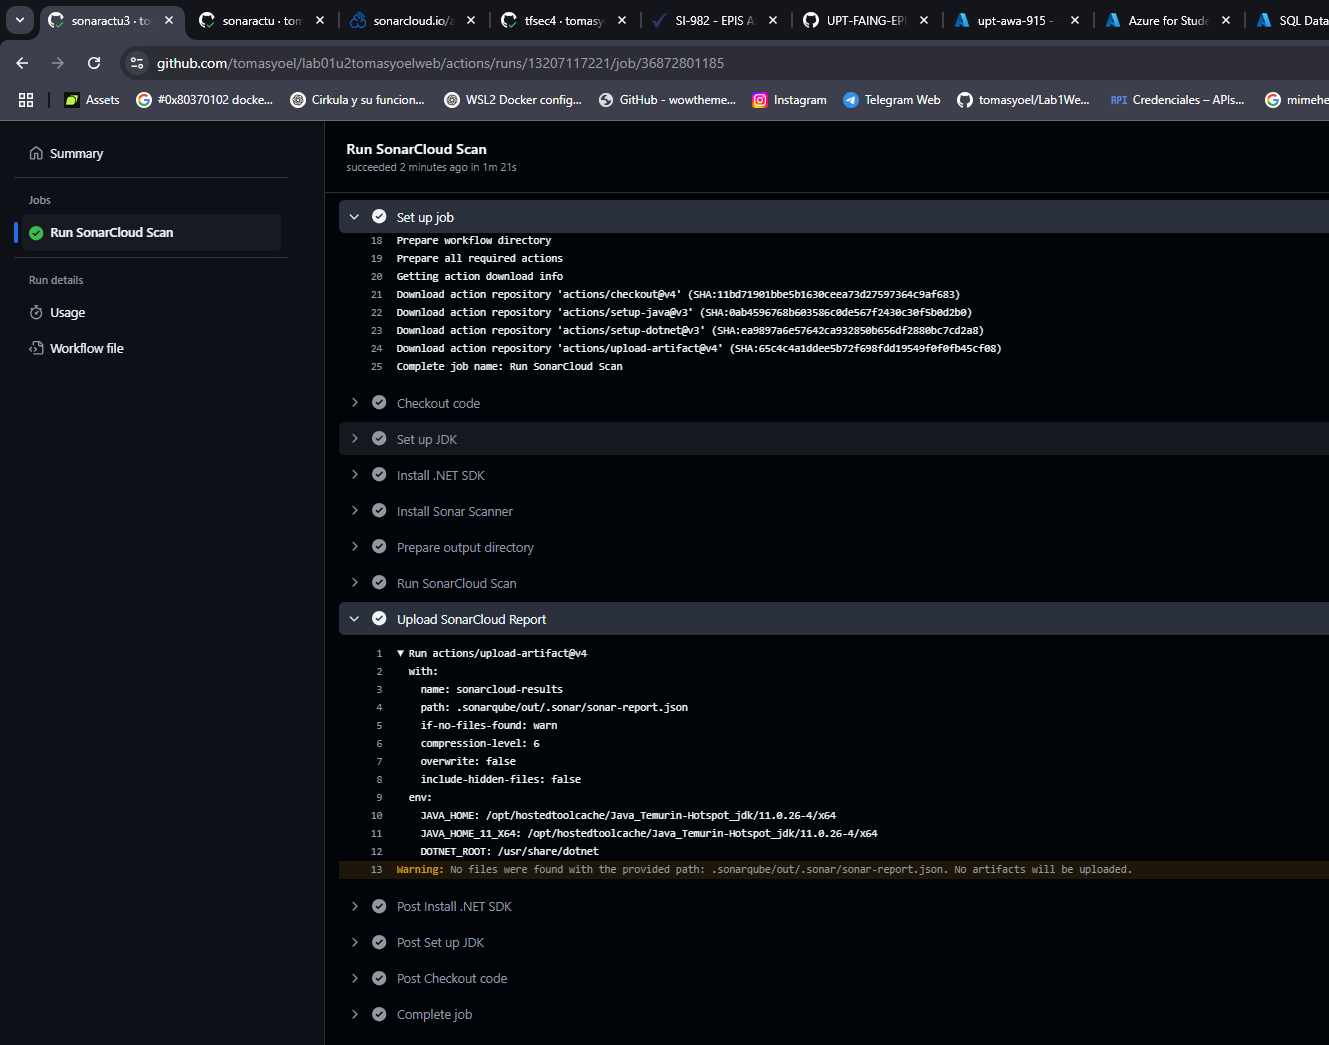 sonaractu3 · t
sonaractu · tom
sonarcloud.io/a
tfsec4 · tomasy
SI-982 - EPIS A
UPT-FAING-EPI
upt-awa-915 -
Azure for Stude
SQL Data
github.com/tomasyoel/lab01u2tomasyoelweb/actions/runs/13207117221/job/36872801185
Assets
#0x80370102 docke...
Cirkula y su funcion...
WSL2 Docker config...
GitHub - wowtheme...
Instagram
Telegram Web
tomasyoel/Lab1We...
API Credenciales – APIs...
mimehe
Summary
Jobs
Run SonarCloud Scan
Run details
Usage
Workflow file
Run SonarCloud Scan
succeeded 2 minutes ago in 1m 21s
Set up job
18 Prepare workflow directory
19 Prepare all required actions
20 Getting action download info
21 Download action repository 'actions/checkout@v4' (SHA:11bd71901bbe5b1630ceea73d27597364c9af683)
22 Download action repository 'actions/setup-java@v3' (SHA:0ab4596768b603586c0de567f2430c30f5b0d2b0)
23 Download action repository 'actions/setup-dotnet@v3' (SHA:ea9897a6e57642ca932850b656df2880bc7cd2a8)
24 Download action repository 'actions/upload-artifact@v4' (SHA:65c4c4a1ddee5b72f698fdd19549f0f0fb45cf08)
25 Complete job name: Run SonarCloud Scan
Checkout code
Set up JDK
Install .NET SDK
Install Sonar Scanner
Prepare output directory
Run SonarCloud Scan
Upload SonarCloud Report
1 ▼ Run actions/upload-artifact@v4
2 with:
3 name: sonarcloud-results
4 path: .sonarqube/out/.sonar/sonar-report.json
5 if-no-files-found: warn
6 compression-level: 6
7 overwrite: false
8 include-hidden-files: false
9 env:
10 JAVA_HOME: /opt/hostedtoolcache/Java_Temurin-Hotspot_jdk/11.0.26-4/x64
11 JAVA_HOME_11_X64: /opt/hostedtoolcache/Java_Temurin-Hotspot_jdk/11.0.26-4/x64
12 DOTNET_ROOT: /usr/share/dotnet
13 Warning: No files were found with the provided path: .sonarqube/out/.sonar/sonar-report.json. No artifacts will be uploaded.
Post Install .NET SDK
Post Set up JDK
Post Checkout code
Complete job